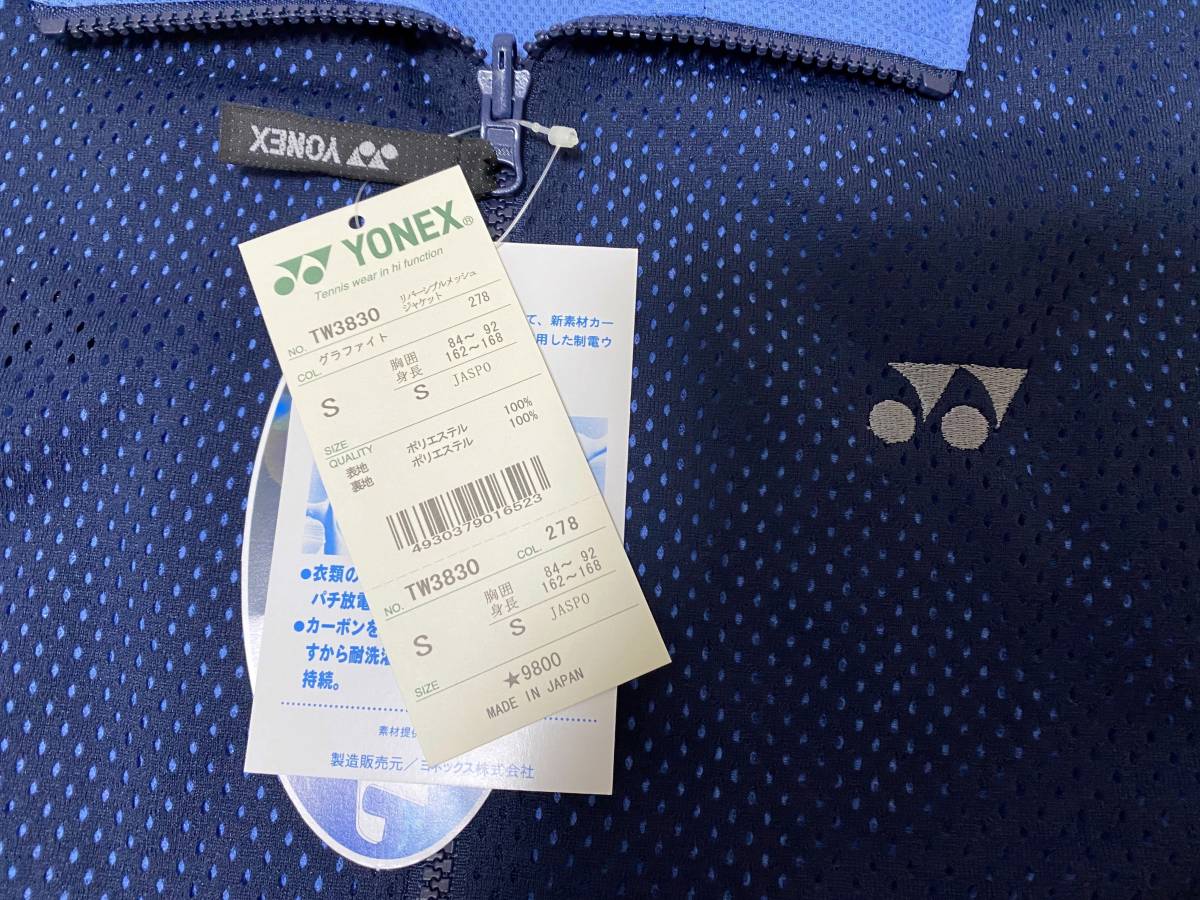 YONEX
YONEX®
Tennis wear in hi function
NO. TW3830 リバーシブルメッシュ
ジャケット
グラファイト 278
COL.
胸囲 84～ 92
身長 162～168
S S JASPO
SIZE
QUALITY
表地 ポリエステル 100%
裏地 ポリエステル 100%
4930379016523
NO. TW3830 COL. 278
胸囲 84～ 92
身長 162～168
S S JASPO
SIZE
★9800
MADE IN JAPAN
て、新素材カー
用した制電ウ
●衣類の
パチ放電
●カーボンを
すから耐洗濯
持続。
素材提供
製造販売元／ヨネックス株式会社